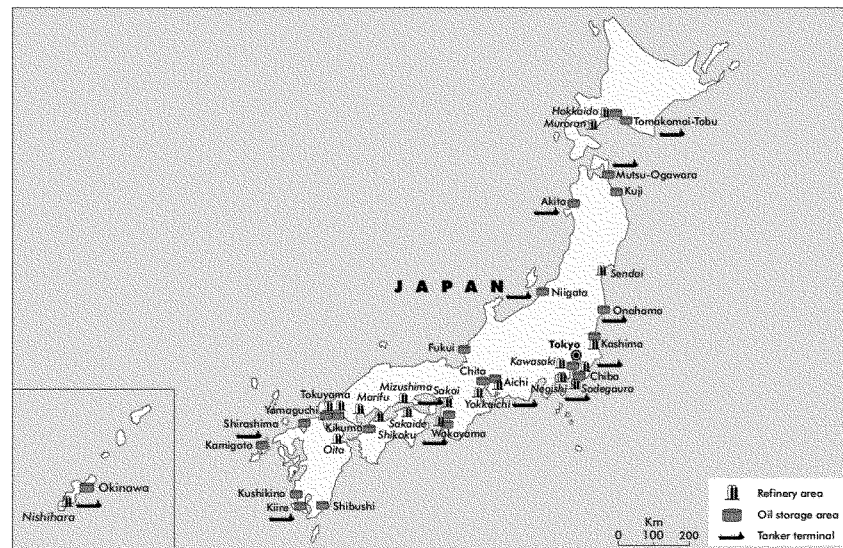 Hokkaido
Tomakomai-Tobu
Muroran
Mutsu-Ogawara
Kuji
Akita
Sendai
JAPAN
Niigata
Onahama
Tokyo
Kashima
Fukui
Kawasaki
Chita
Aichi
Chiba
Mizushima
Sakai
Negishi
Sodegaura
Tokuyama
Marifu
Yokkaichi
Yamaguchi
Shirashima
Kikuma
Sakaide
Wakayama
Shikoku
Kamigoto
Oita
Okinawa
Nishihara
Kushikino
Kiire
Shibushi
Refinery area
Oil storage area
Tanker terminal
Km
0 100 200